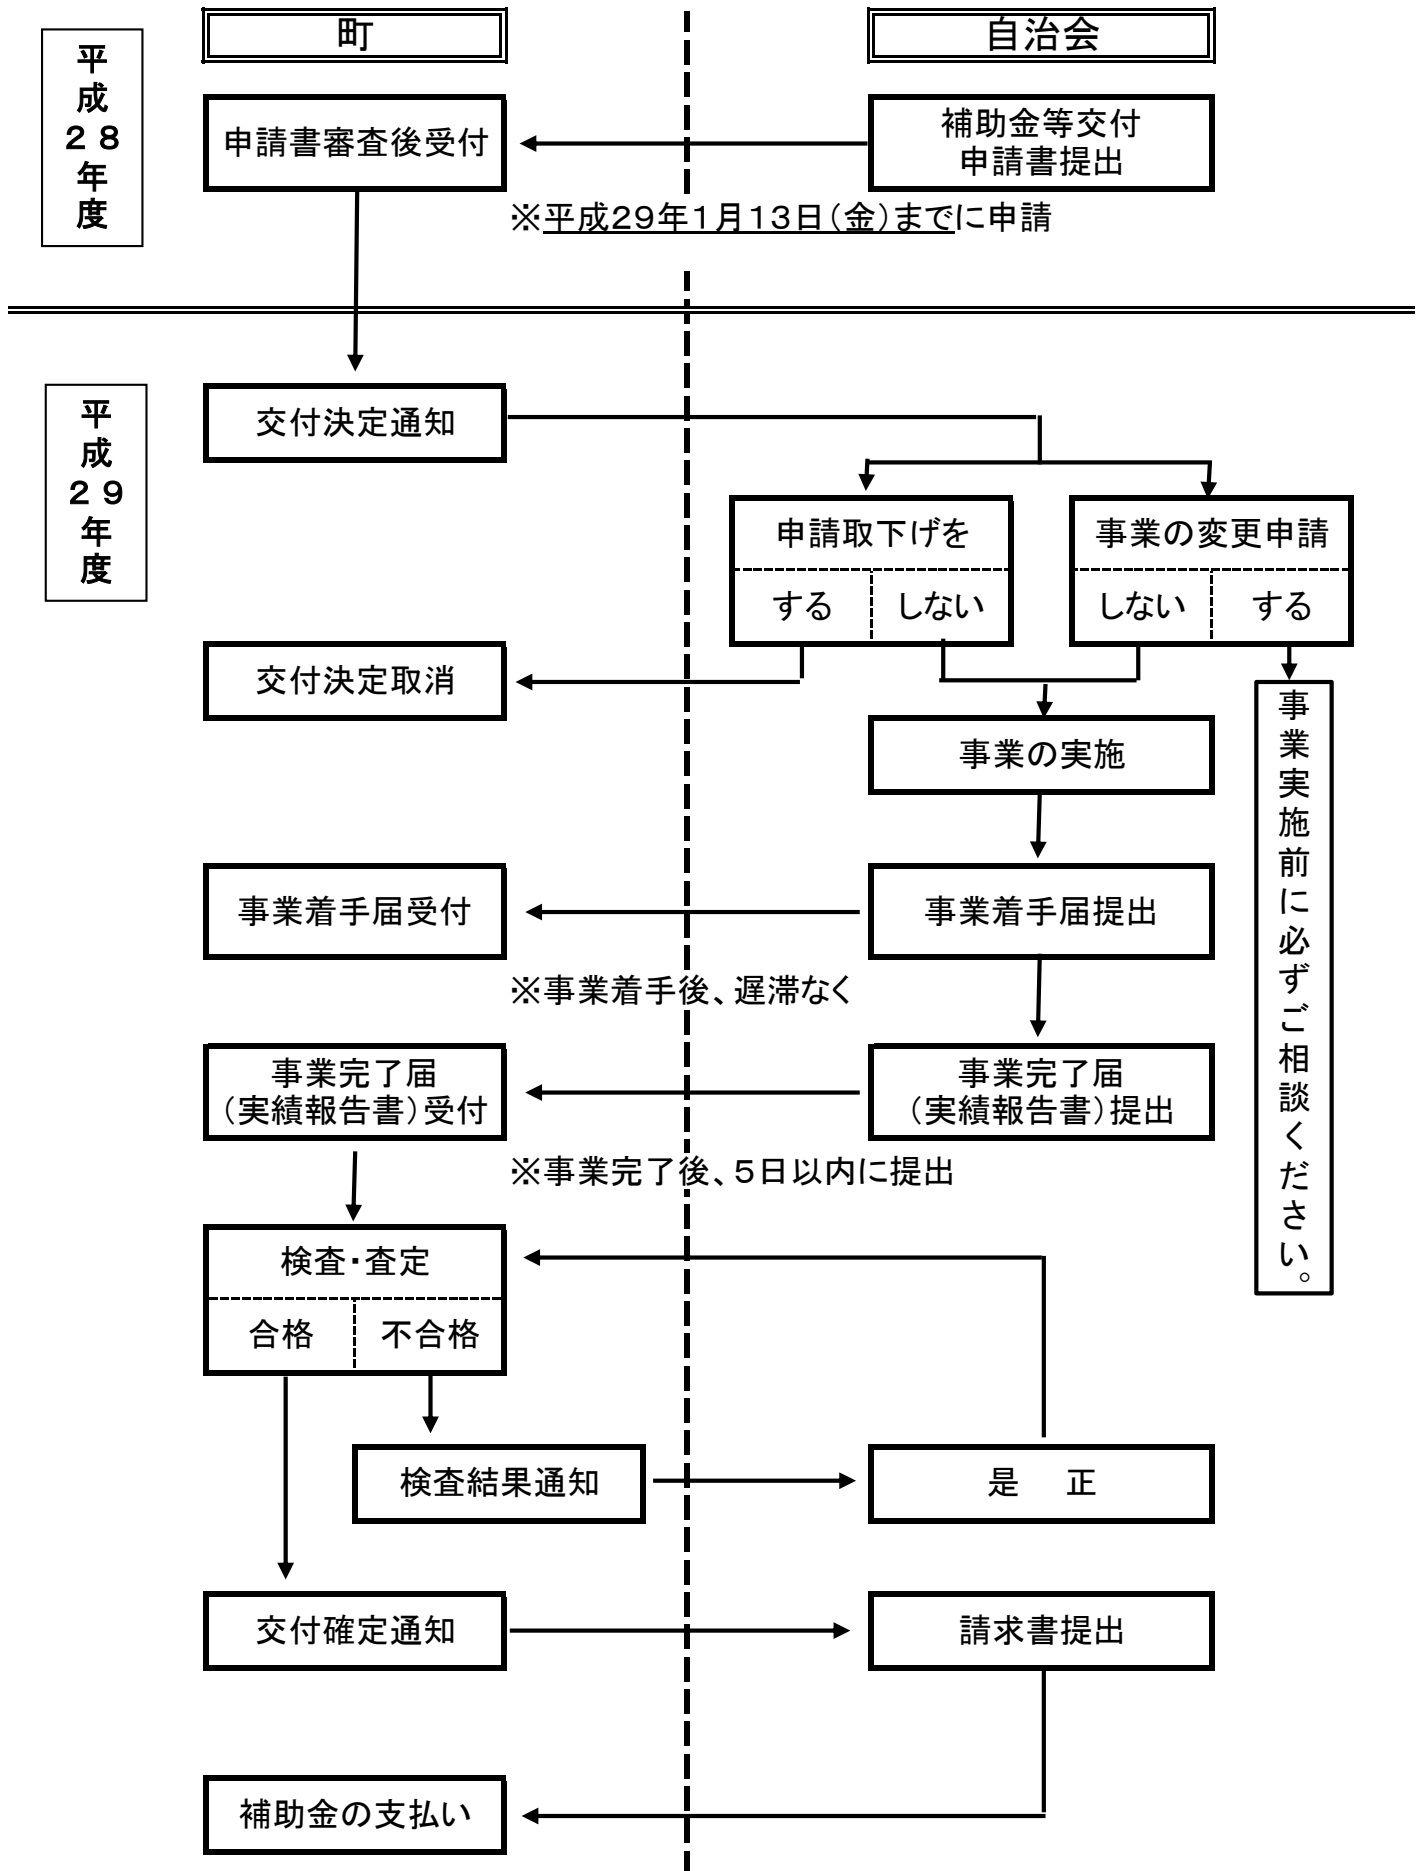 町
自治会
平成２８年度
申請書審査後受付
補助金等交付
申請書提出
※平成２９年１月１３日（金）までに申請
平成２９年度
交付決定通知
申請取下げを
する
しない
事業の変更申請
しない
する
交付決定取消
事業の実施
事業実施前に必ずご相談ください。
事業着手届受付
事業着手届提出
※事業着手後、遅滞なく
事業完了届
（実績報告書）受付
事業完了届
（実績報告書）提出
※事業完了後、５日以内に提出
検査・査定
合格
不合格
検査結果通知
是　正
交付確定通知
請求書提出
補助金の支払い